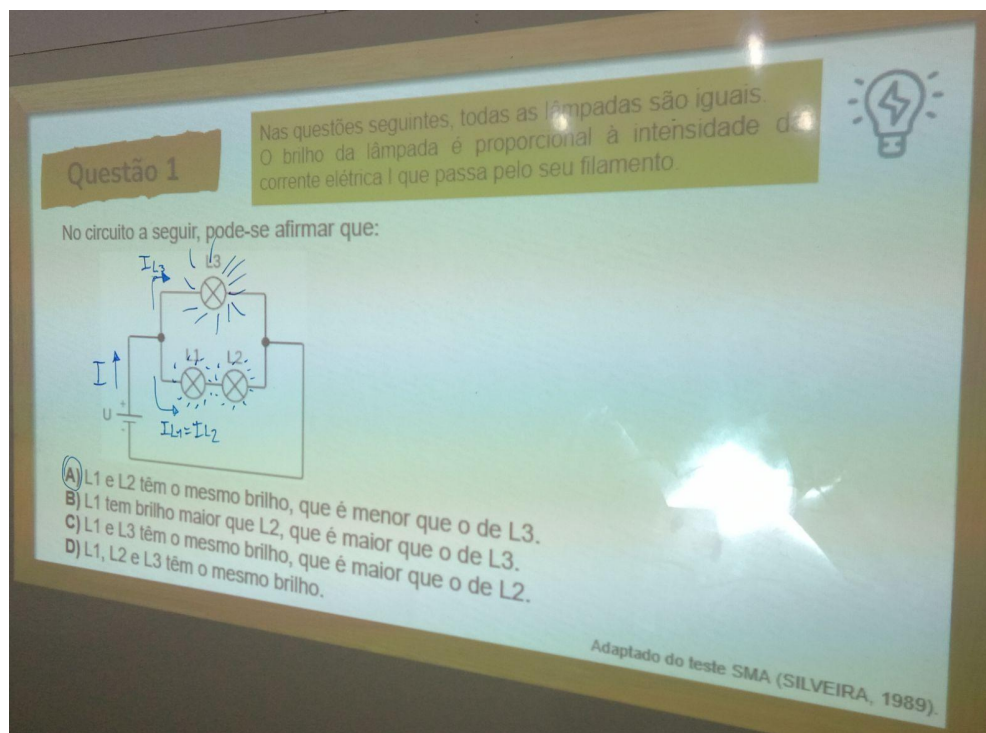 Nas questões seguintes, todas as lâmpadas são iguais.
O brilho da lâmpada é proporcional à intensidade da
corrente elétrica I que passa pelo seu filamento.
Questão 1
No circuito a seguir, pode-se afirmar que:
IL3
L3
L1 L2
I
U
+
-
IL1=IL2
A) L1 e L2 têm o mesmo brilho, que é menor que o de L3.
B) L1 tem brilho maior que L2, que é maior que o de L3.
C) L1 e L3 têm o mesmo brilho, que é maior que o de L2.
D) L1, L2 e L3 têm o mesmo brilho.
Adaptado do teste SMA (SILVEIRA, 1989).